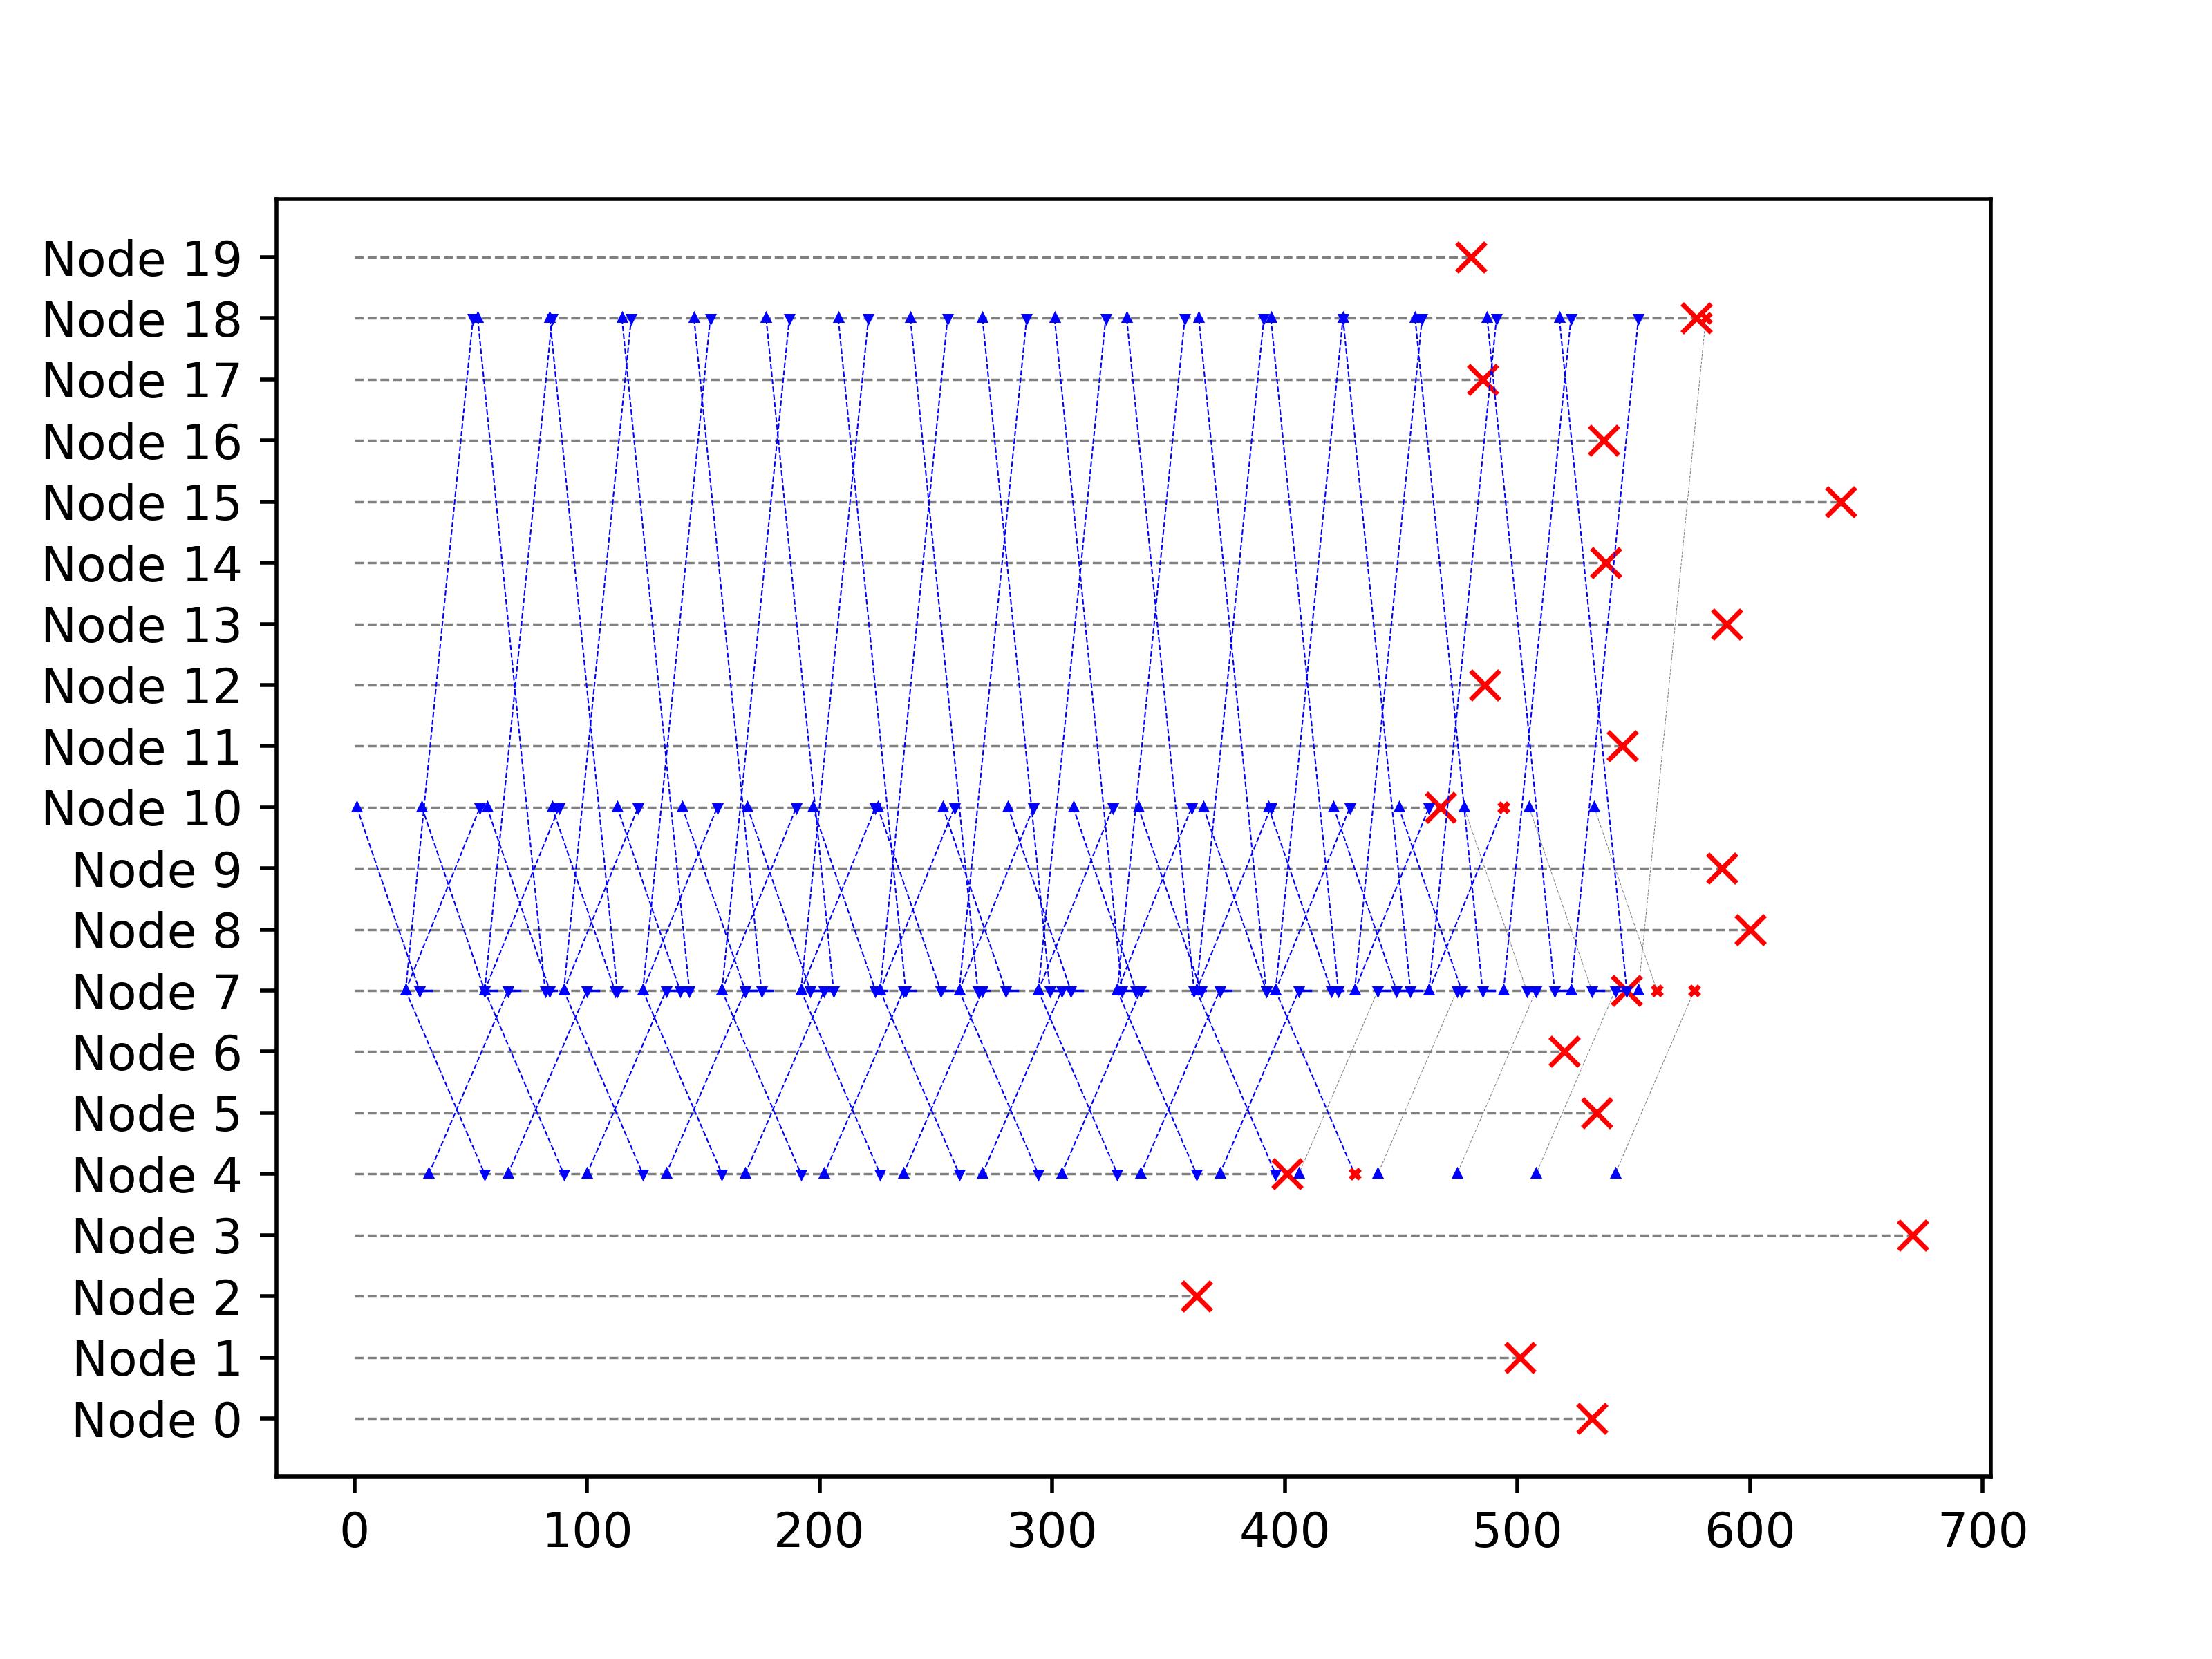 Node 19
Node 18
Node 17
Node 16
Node 15
Node 14
Node 13
Node 12
Node 11
Node 10
Node 9
Node 8
Node 7
Node 6
Node 5
Node 4
Node 3
Node 2
Node 1
Node 0
0 100 200 300 400 500 600 700